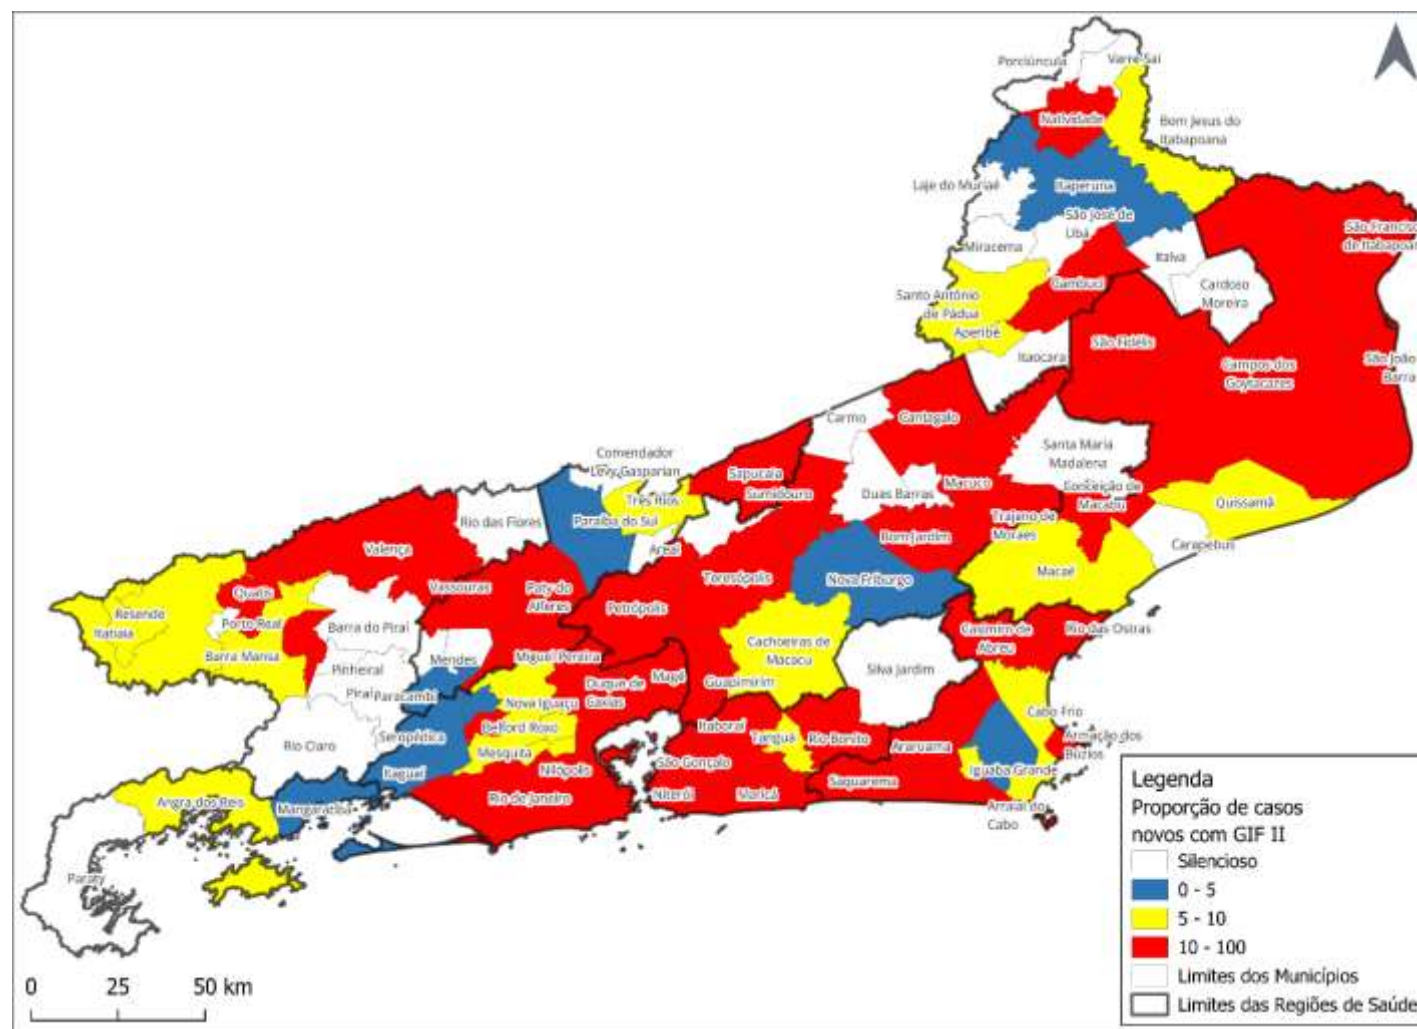 Porciúncula
Varre-Sai
Natividade
Bom Jesus do
Itabapoana
Laje do Muriaé
Itaperuna
São José de
Ubá
São Francisco
de Itabapoan
Miracema
Italva
Cambuci
Cardoso
Moreira
Santo Antônio
de Pádua
Aperibé
Itaocara
São Fidélis
Campos dos
Goytacazes
São João
Barra
Carmo
Cantagalo
Santa Maria
Madalena
Comendador
Levy Gasparian
Sapucaia
Sumidouro
Duas Barras
Macuco
Conceição de
Macabu
Quissamã
Três Rios
Rio das Flores
Paraíba do Sul
Areal
Bom Jardim
Trajano de
Moraes
Carapebus
Valença
Vassouras
Paty do
Alferes
Teresópolis
Nova Friburgo
Macaé
Resende
Itatiaia
Quatis
Porto Real
Barra Mansa
Barra do Piraí
Petrópolis
Mendes
Miguel Pereira
Cachoeiras de
Macacu
Casimiro de
Abreu
Rio das Ostras
Pinheiral
Piraí
Paracambi
Nova Iguaçu
Duque de
Caxias
Magé
Guapimirim
Silva Jardim
Cabo Frio
Rio Claro
Seropédica
Belford Roxo
Mesquita
Itaguaí
Nilópolis
Itaboraí
Tanguá
Rio Bonito
Araruama
Armação dos
Búzios
São Gonçalo
Iguaba Grande
Saquarema
Angra dos Reis
Mangaratiba
Rio de Janeiro
Niterói
Maricá
Arraial do
Cabo
Paraty
0 25 50 km
Legenda
Proporção de casos
novos com GIF II
Silencioso
0 - 5
5 - 10
10 - 100
Limites dos Municípios
Limites das Regiões de Saúde